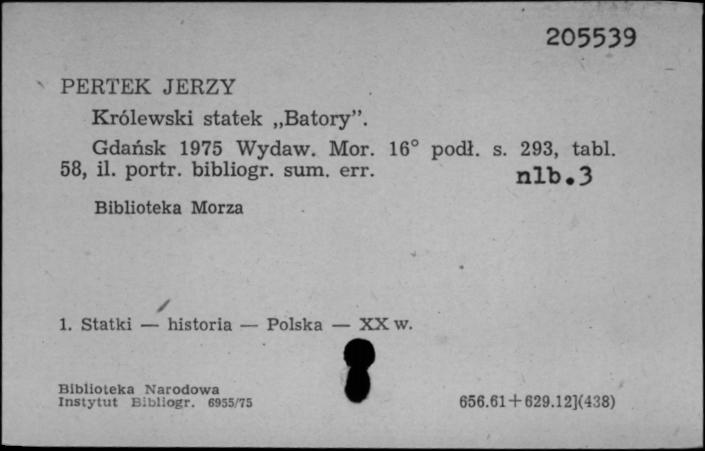 205539
PERTEK JERZY
Królewski statek „Batory”.
Gdańsk 1975 Wydaw. Mor. 16° podł. s. 293, tabl.
58, il. portr. bibliogr. sum. err.
nlb.3
Biblioteka Morza
1. Statki — historia — Polska — XX w.
Biblioteka Narodowa
Instytut Bibliogr. 6955/75
656.61+629.12](438)